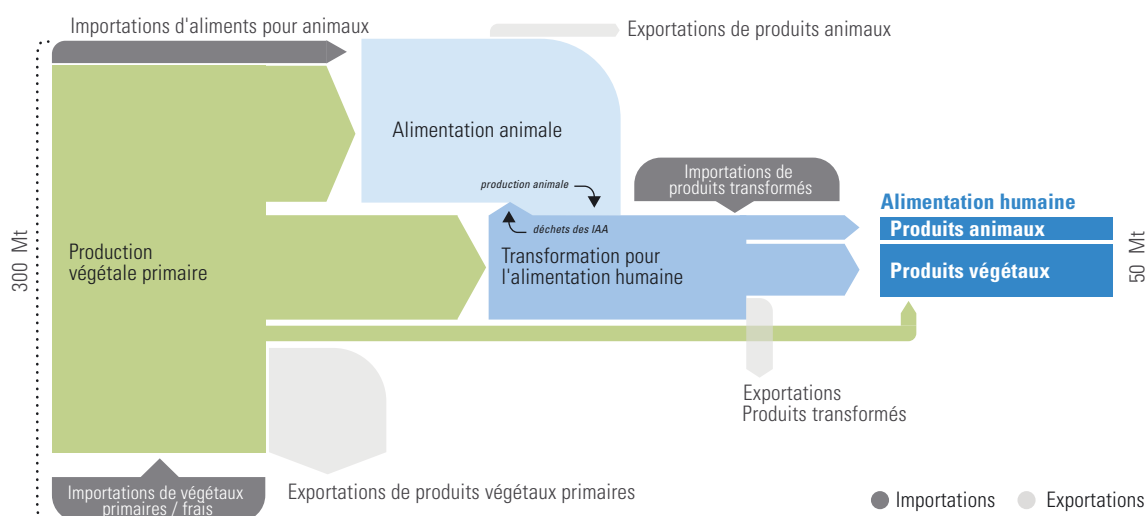 Importations d'aliments pour animaux
Exportations de produits animaux
300 Mt
Alimentation animale
production animale
déchets des IAA
Importations de
produits transformés
Alimentation humaine
Produits animaux
Produits végétaux
50 Mt
Production
végétale primaire
Transformation pour
l'alimentation humaine
Exportations
Produits transformés
Importations de végétaux
primaires / frais
Exportations de produits végétaux primaires
Importations
Exportations